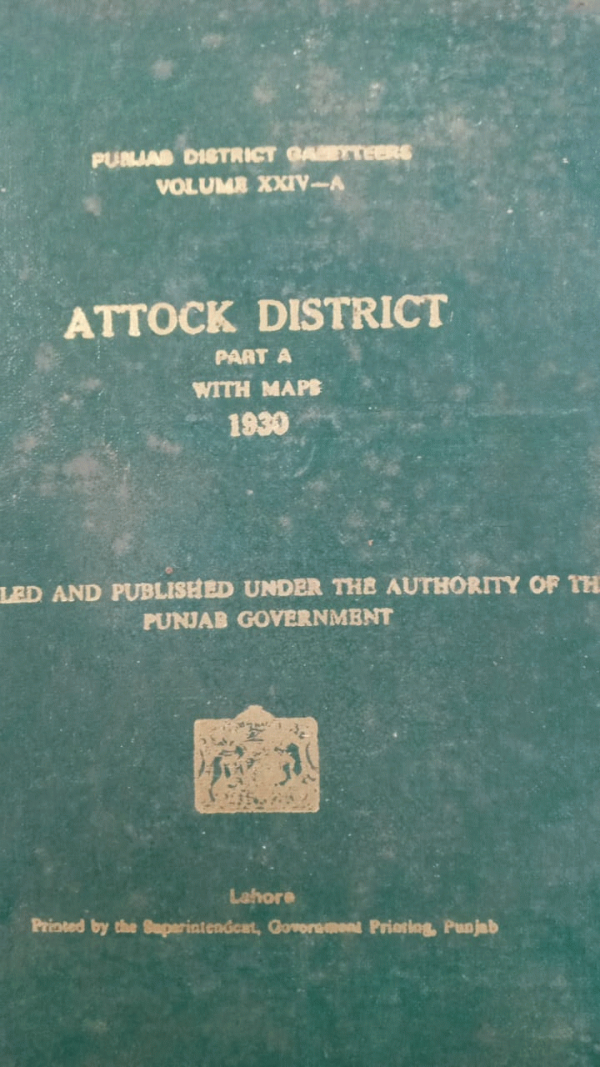 PUNJAB DISTRICT GAZETTEERS
VOLUME XXIV—A
ATTOCK DISTRICT
PART A
WITH MAPS
1930
LED AND PUBLISHED UNDER THE AUTHORITY OF TH
PUNJAB GOVERNMENT
Lahore
Printed by the Superintendent, Government Printing, Punjab